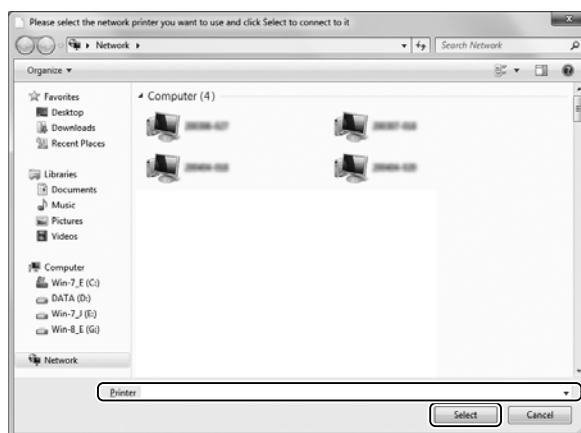 Please select the network printer you want to use and click Select to connect to it
Network
Search Network
Organize
Favorites
Desktop
Downloads
Recent Places
Libraries
Documents
Music
Pictures
Videos
Computer
Win-7_E (C:)
DATA (D:)
Win-7_J (E:)
Win-8_E (G:)
Network
Computer (4)
Printer
Select
Cancel